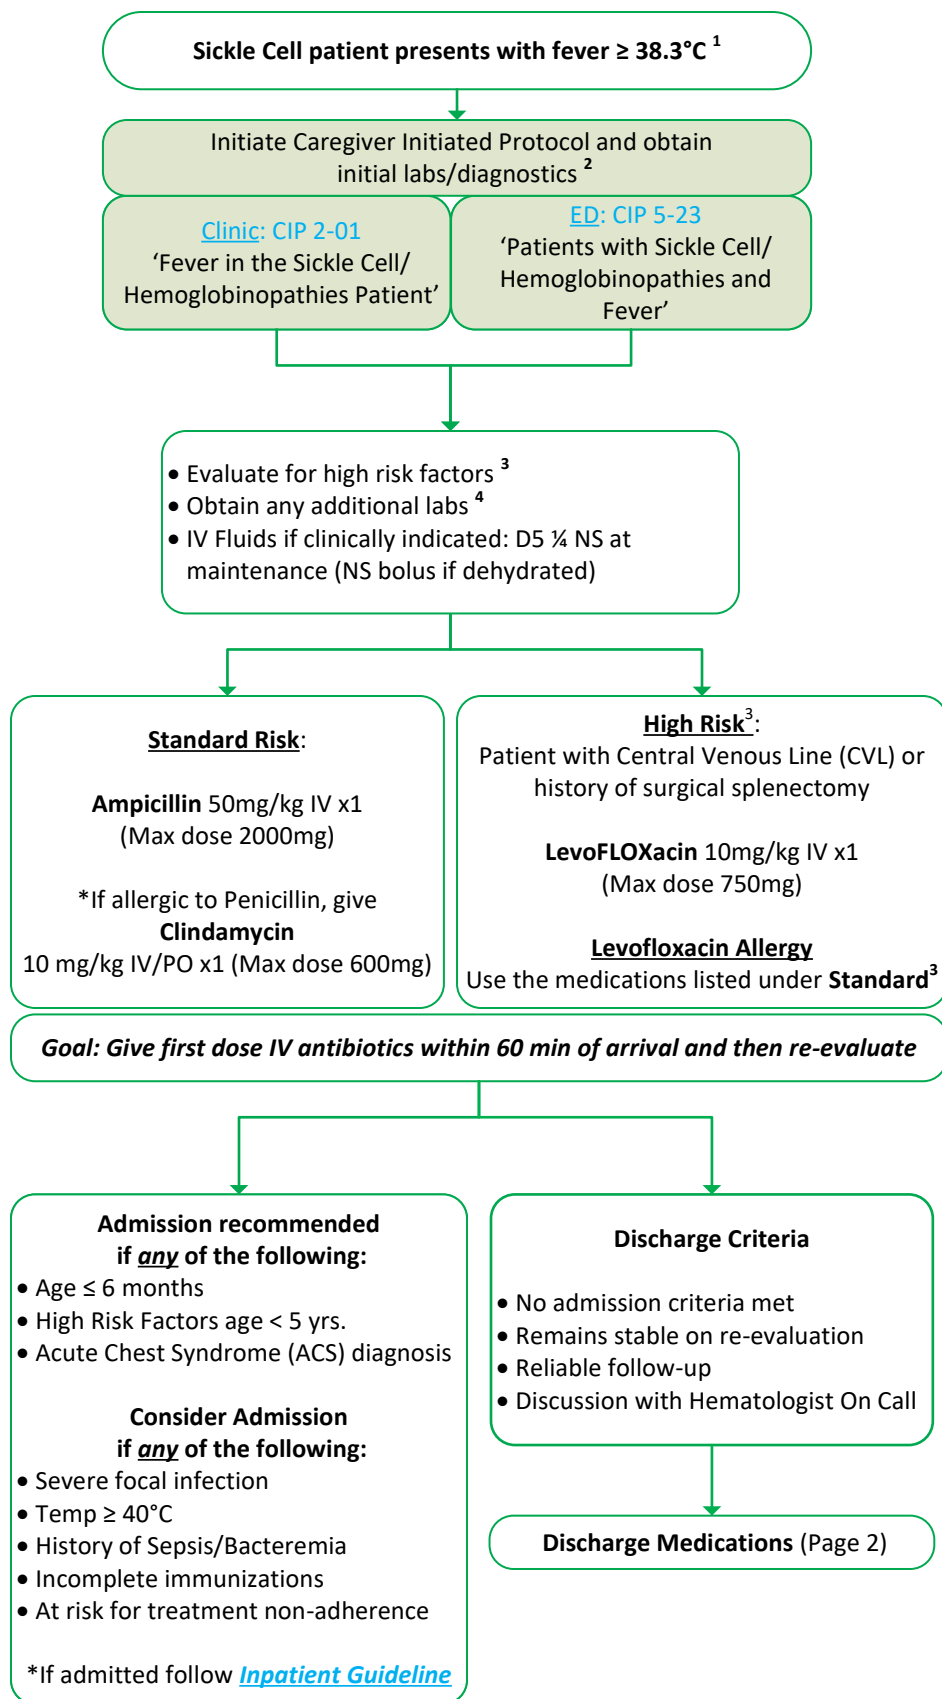 Sickle Cell patient presents with fever ≥ 38.3°C 1
Initiate Caregiver Initiated Protocol and obtain
initial labs/diagnostics 2
Clinic: CIP 2-01
‘Fever in the Sickle Cell/
Hemoglobinopathies Patient’
ED: CIP 5-23
‘Patients with Sickle Cell/
Hemoglobinopathies and
Fever’
• Evaluate for high risk factors 3
• Obtain any additional labs 4
• IV Fluids if clinically indicated: D5 ¼ NS at
maintenance (NS bolus if dehydrated)
Standard Risk:
Ampicillin 50mg/kg IV x1
(Max dose 2000mg)
*If allergic to Penicillin, give
Clindamycin
10 mg/kg IV/PO x1 (Max dose 600mg)
High Risk3:
Patient with Central Venous Line (CVL) or
history of surgical splenectomy
LevoFLOXacin 10mg/kg IV x1
(Max dose 750mg)
Levofloxacin Allergy
Use the medications listed under Standard3
Goal: Give first dose IV antibiotics within 60 min of arrival and then re-evaluate
Admission recommended
if any of the following:
• Age ≤ 6 months
• High Risk Factors age < 5 yrs.
• Acute Chest Syndrome (ACS) diagnosis
Consider Admission
if any of the following:
• Severe focal infection
• Temp ≥ 40°C
• History of Sepsis/Bacteremia
• Incomplete immunizations
• At risk for treatment non-adherence
*If admitted follow Inpatient Guideline
Discharge Criteria
• No admission criteria met
• Remains stable on re-evaluation
• Reliable follow-up
• Discussion with Hematologist On Call
Discharge Medications (Page 2)